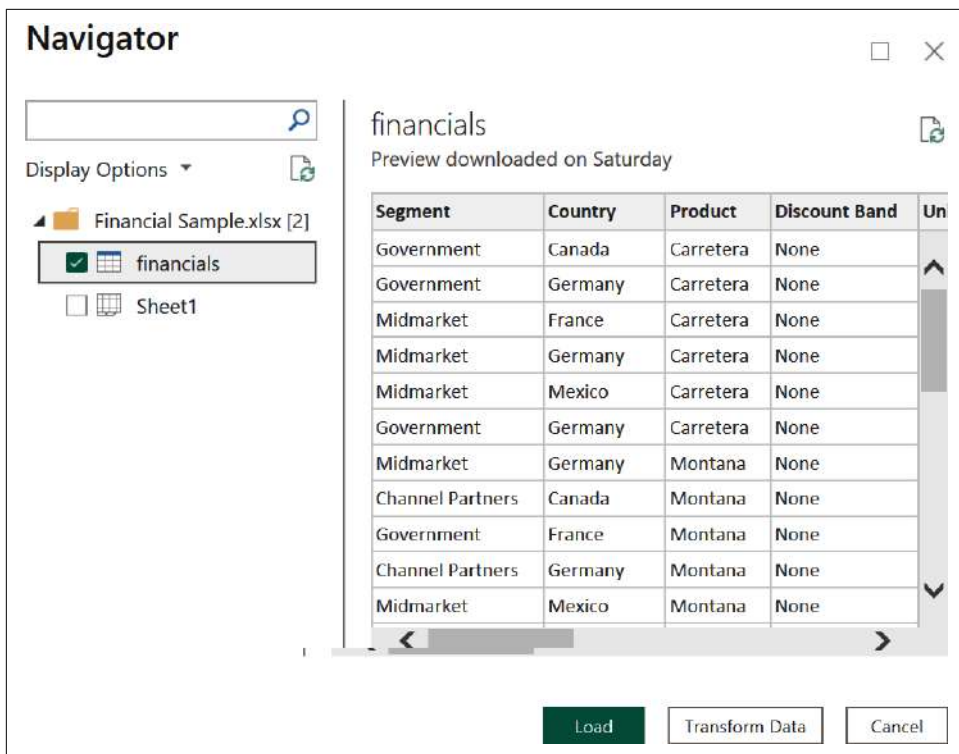 Navigator
Display Options
Financial Sample.xlsx [2]
financials
Sheet1
financials
Preview downloaded on Saturday
Segment Country Product Discount Band Uni
Government Canada Carretera None
Government Germany Carretera None
Midmarket France Carretera None
Midmarket Germany Carretera None
Midmarket Mexico Carretera None
Government Germany Carretera None
Midmarket Germany Montana None
Channel Partners Canada Montana None
Government France Montana None
Channel Partners Germany Montana None
Midmarket Mexico Montana None
Load Transform Data Cancel